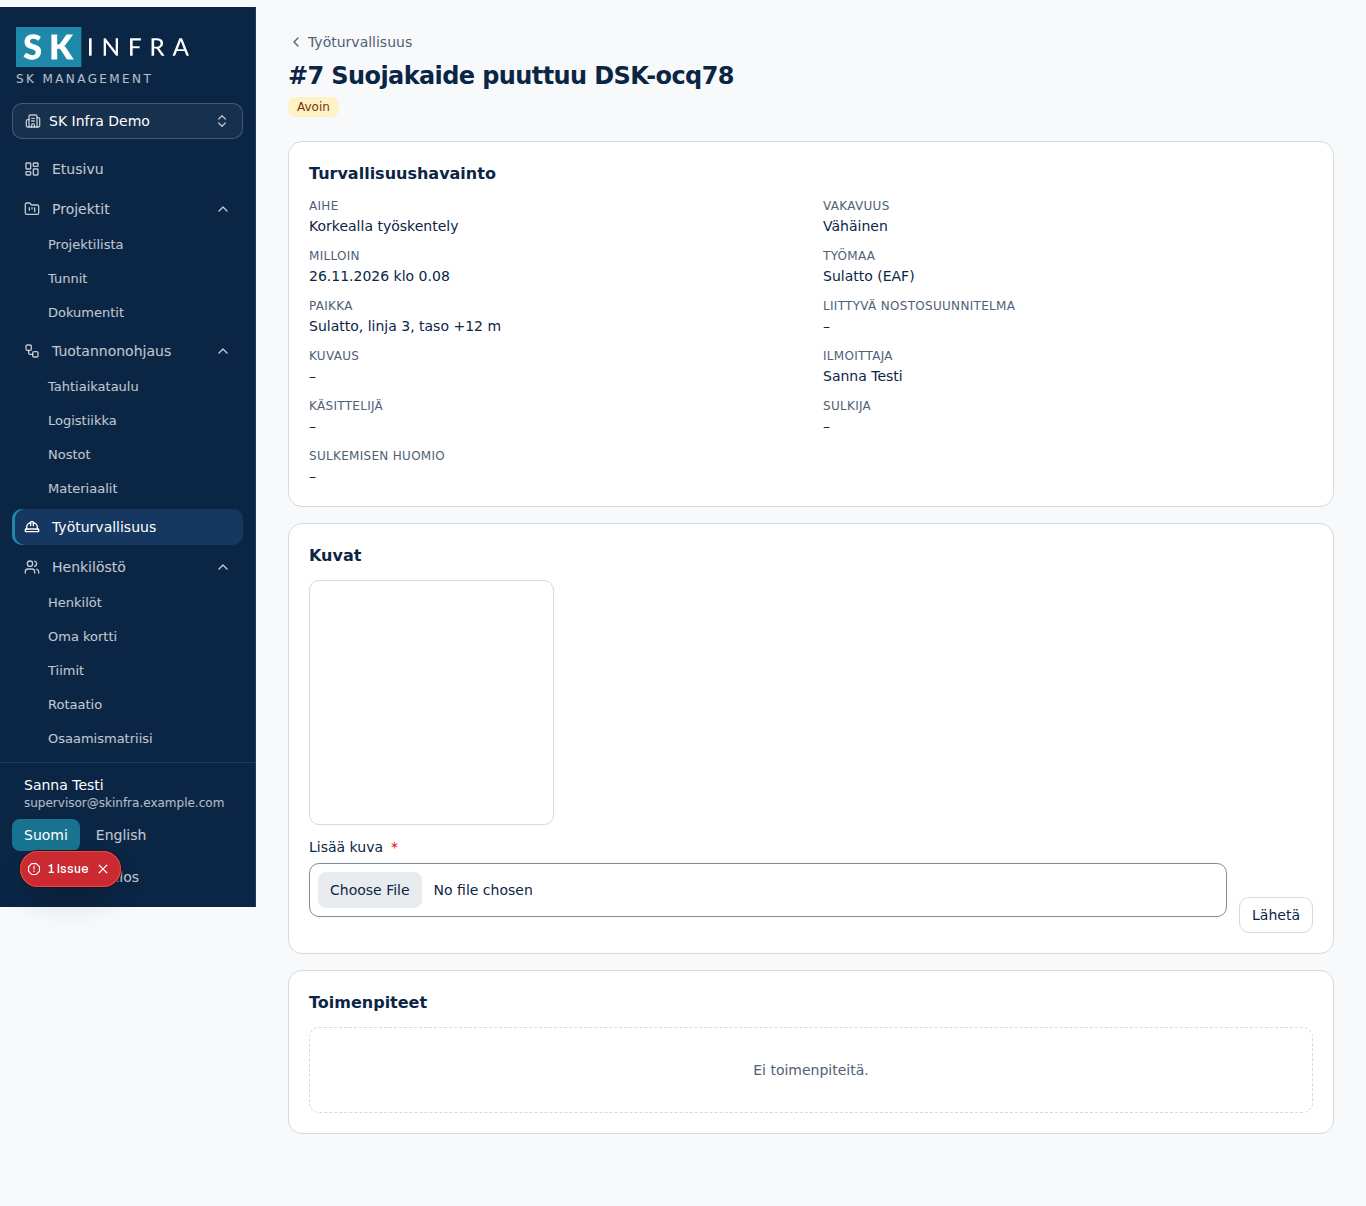 SK INFRA
SK MANAGEMENT
SK Infra Demo
Etusivu
Projektit
Projektilista
Tunnit
Dokumentit
Tuotannonohjaus
Tahtiaikataulu
Logistiikka
Nostot
Materiaalit
Työturvallisuus
Henkilöstö
Henkilöt
Oma kortti
Tiimit
Rotaatio
Osaamismatriisi
Sanna Testi
supervisor@skinfra.example.com
Suomi English
1 Issue
Työturvallisuus
#7 Suojakaide puuttuu DSK-ocq78
Avoin
Turvallisuushavainto
AIHE
Korkealla työskentely
VAKAVUUS
Vähäinen
MILLOIN
26.11.2026 klo 0.08
TYÖMAA
Sulatto (EAF)
PAIKKA
Sulatto, linja 3, taso +12 m
LIITTYVÄ NOSTOSUUNNITELMA
–
KUVAUS
–
ILMOITTAJA
Sanna Testi
KÄSITTELIJÄ
–
SULKIJA
–
SULKEMISEN HUOMIO
–
Kuvat
Lisää kuva *
Choose File No file chosen
Lähetä
Toimenpiteet
Ei toimenpiteitä.